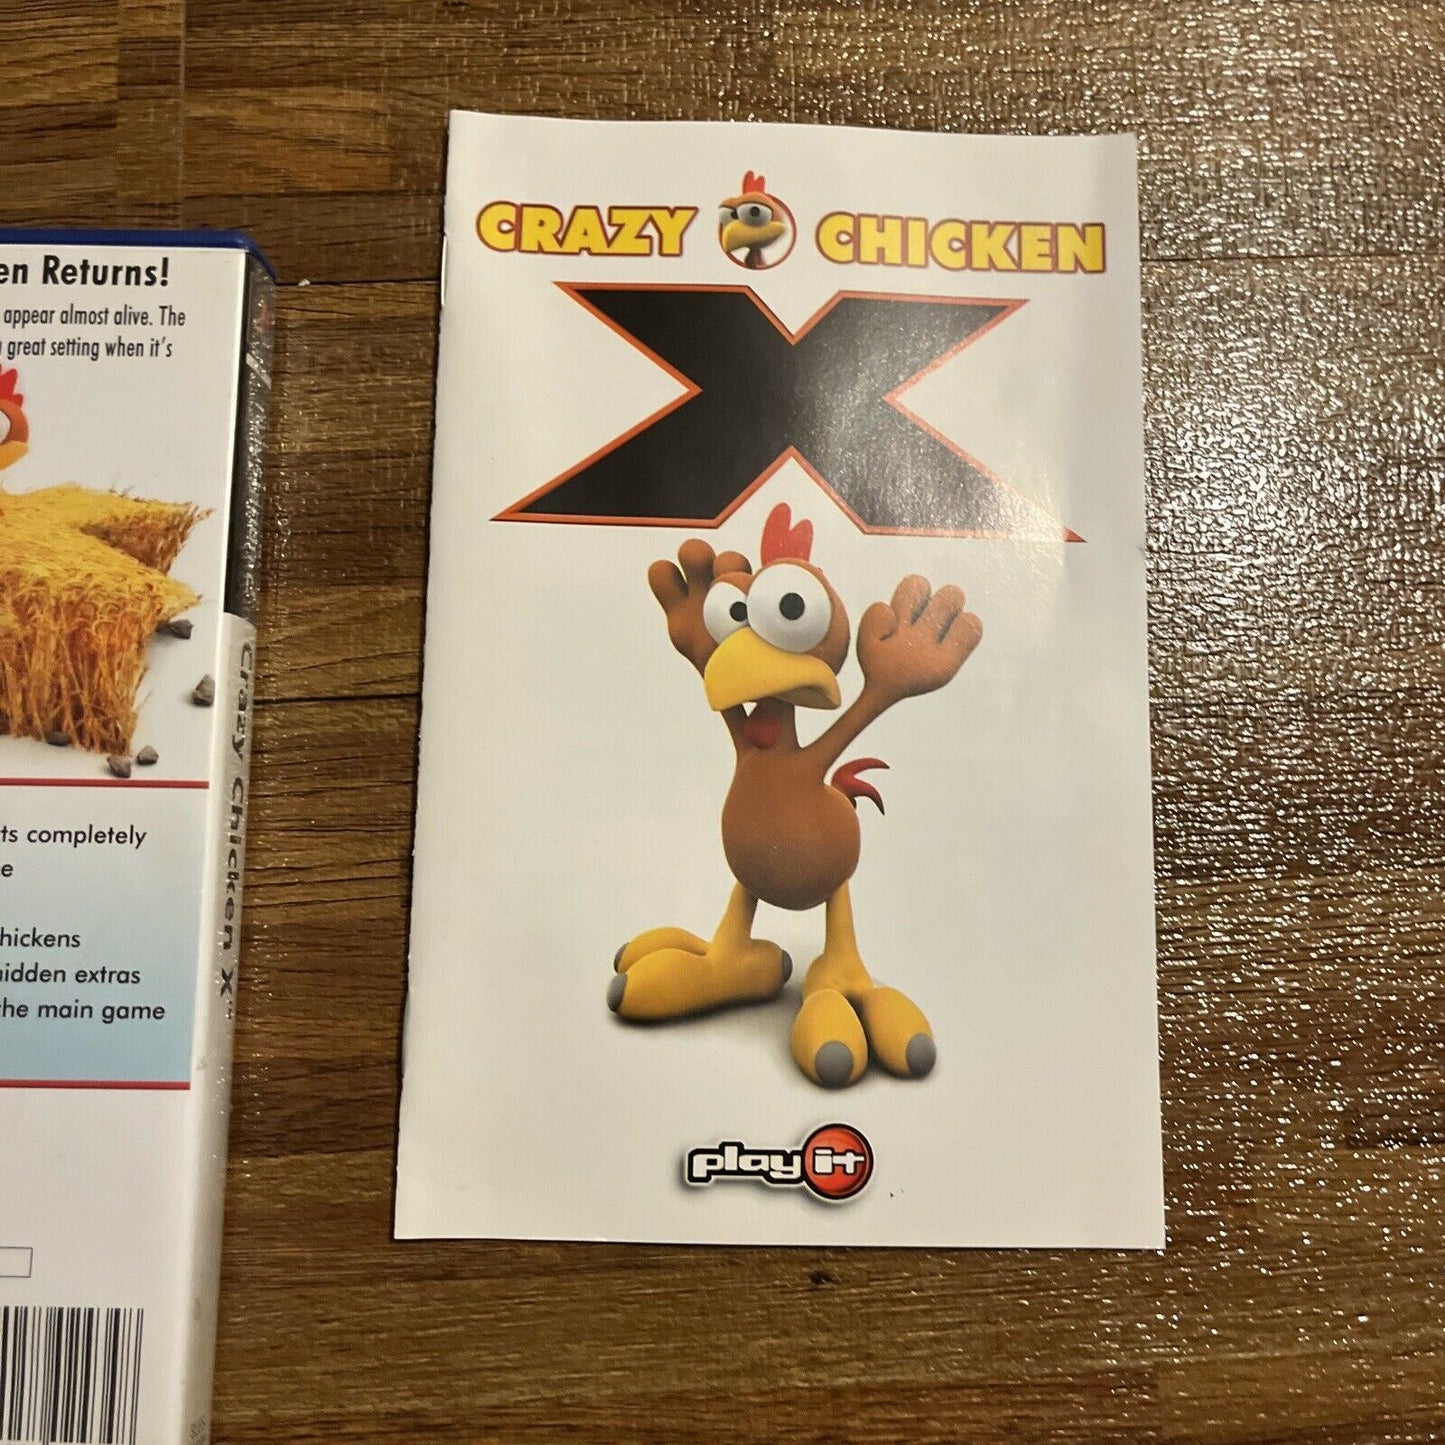 en Returns!
appear almost alive. The
great setting when it's
ts completely
e
hickens
hidden extras
the main game
Crazy Chicken X
CRAZY CHICKEN
X
play it